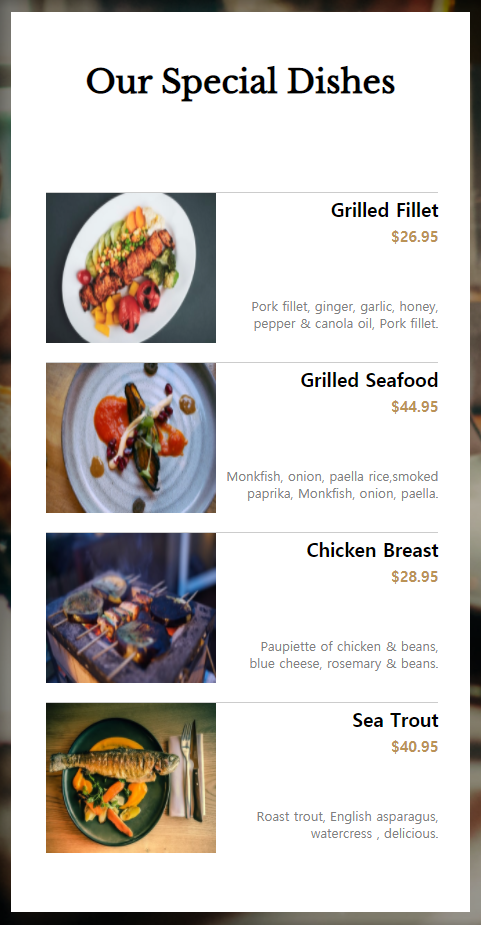 Our Special Dishes
Grilled Fillet
$26.95
Pork fillet, ginger, garlic, honey,
pepper & canola oil, Pork fillet.
Grilled Seafood
$44.95
Monkfish, onion, paella rice,smoked
paprika, Monkfish, onion, paella.
Chicken Breast
$28.95
Paupiette of chicken & beans,
blue cheese, rosemary & beans.
Sea Trout
$40.95
Roast trout, English asparagus,
watercress , delicious.